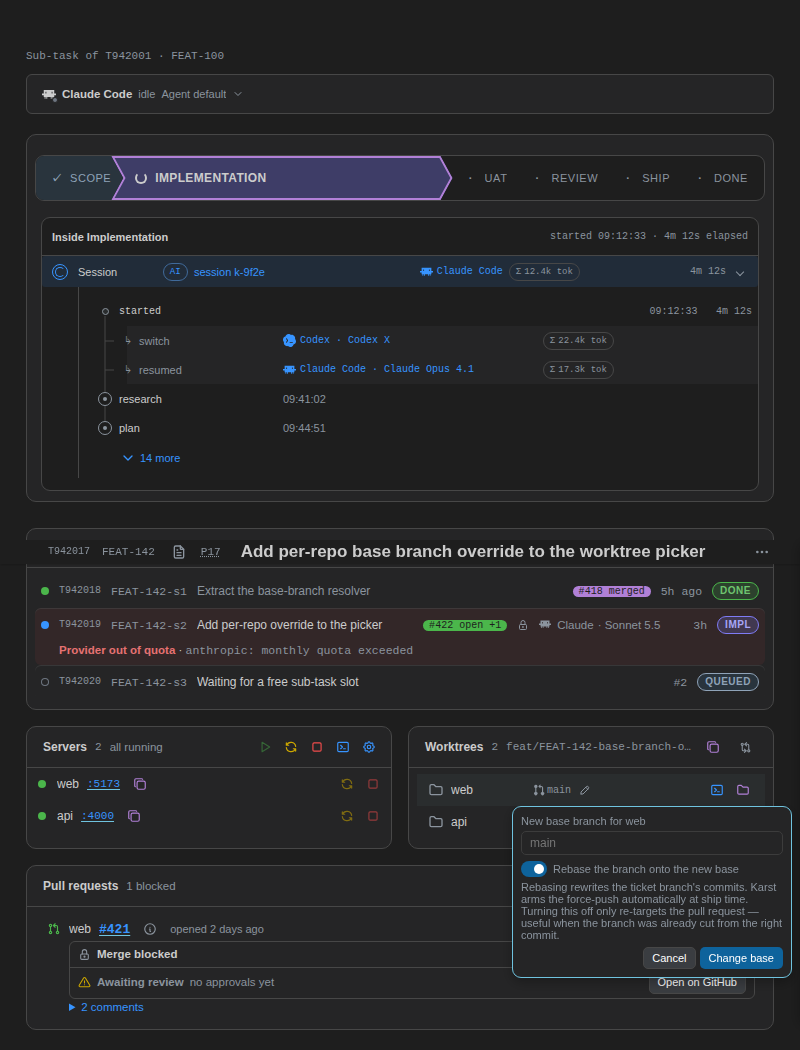 Sub-task of T942001 · FEAT-100
Claude Code idle Agent default
SCOPE IMPLEMENTATION · UAT · REVIEW · SHIP · DONE
Inside Implementation started 09:12:33 · 4m 12s elapsed
Session AI session k-9f2e Claude Code Σ 12.4k tok 4m 12s
started 09:12:33 4m 12s
↳ switch Codex · Codex X Σ 22.4k tok
↳ resumed Claude Code · Claude Opus 4.1 Σ 17.3k tok
research 09:41:02
plan 09:44:51
14 more
T942017 FEAT-142 P17 Add per-repo base branch override to the worktree picker
T942018 FEAT-142-s1 Extract the base-branch resolver #418 merged 5h ago DONE
T942019 FEAT-142-s2 Add per-repo override to the picker #422 open +1 Claude · Sonnet 5.5 3h IMPL
Provider out of quota · anthropic: monthly quota exceeded
T942020 FEAT-142-s3 Waiting for a free sub-task slot #2 QUEUED
Servers 2 all running
web :5173
api :4000
Worktrees 2 feat/FEAT-142-base-branch-o…
web main
api
New base branch for web
main
Rebase the branch onto the new base
Rebasing rewrites the ticket branch's commits. Karst
arms the force-push automatically at ship time.
Turning this off only re-targets the pull request —
useful when the branch was already cut from the right
commit.
Cancel Change base
Pull requests 1 blocked
web #421 opened 2 days ago
Merge blocked
Awaiting review no approvals yet Open on GitHub
2 comments